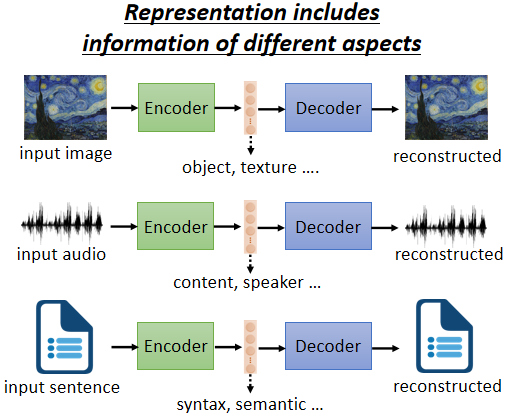 Representation includes
information of different aspects
Encoder
Decoder
input image
object, texture ....
reconstructed
Encoder
Decoder
input audio
content, speaker ...
reconstructed
Encoder
Decoder
input sentence
syntax, semantic ...
reconstructed